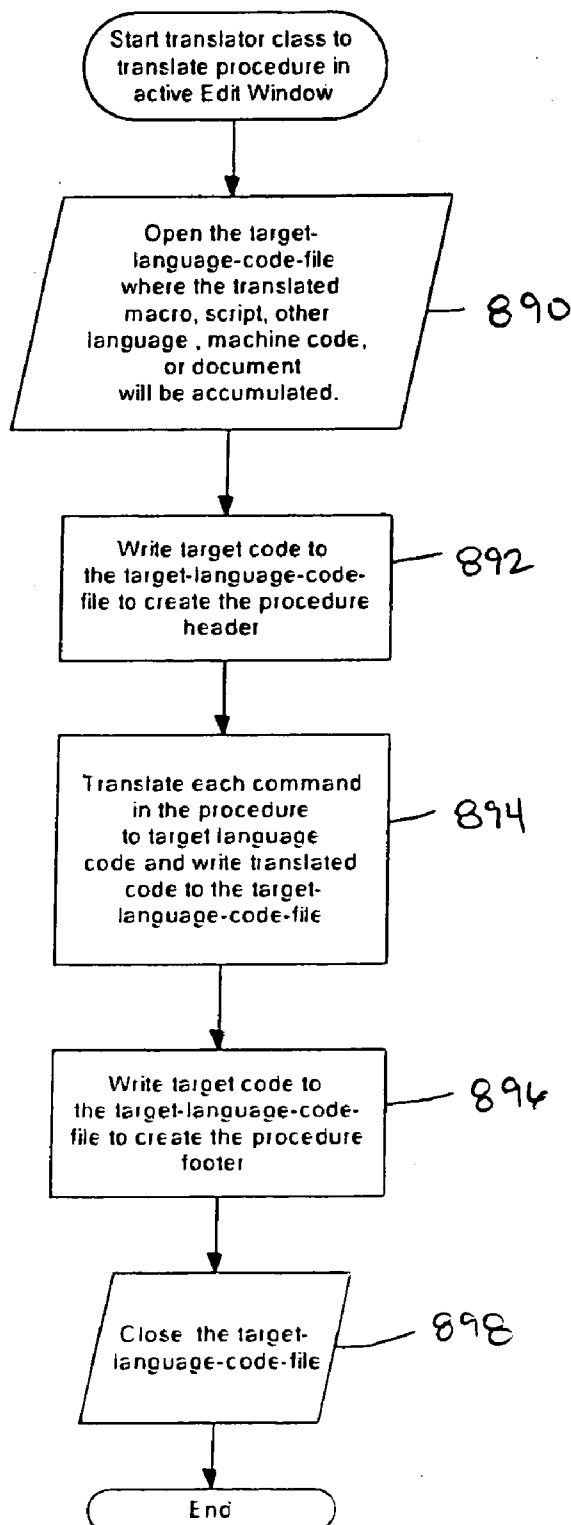 Start translator class to
translate procedure in
active Edit Window
Open the target-
language-code-file
where the translated
macro, script, other
language , machine code,
or document
will be accumulated.
890
Write target code to
the target-language-code-
file to create the procedure
header
892
Translate each command
in the procedure
to target language
code and write translated
code to the target-
language-code-file
894
Write target code to
the target-language-code-
file to create the procedure
footer
896
Close the target-
language-code-file
898
End